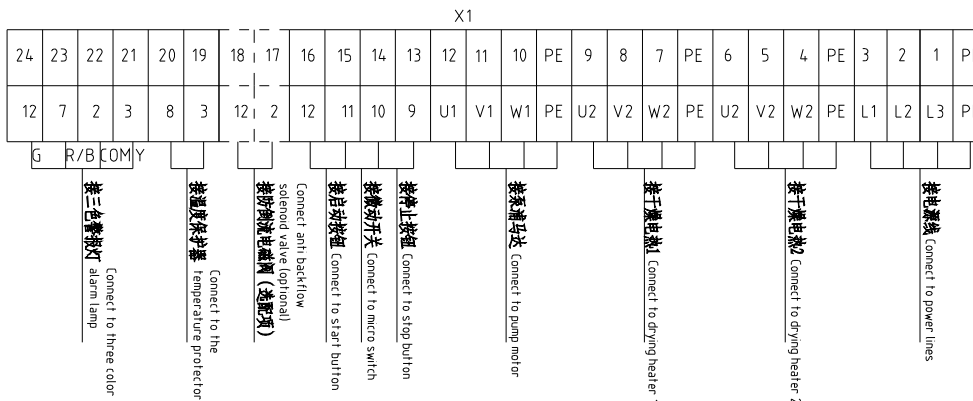 X1
24 23 22 21 20 19 18 17 16 15 14 13 12 11 10 PE 9 8 7 PE 6 5 4 PE 3 2 1
12 7 2 3 8 3 12 2 12 11 10 9 U1 V1 W1 PE U2 V2 W2 PE U2 V2 W2 PE L1 L2 L3
G R/B COM Y
接三色警报灯
Connect to three color
alarm lamp
接温度保护器
Connect to the
temperature protector
接防倒流电磁阀（选配项）
Connect anti backflow
solenoid valve (optional)
接启动按钮 Connect to start button
接微动开关 Connect to micro switch
接停止按钮 Connect to stop button
接泵浦马达 Connect to pump motor
接干燥电热1 Connect to drying heater
接干燥电热2 Connect to drying heater 2
接电源线 Connect to power lines